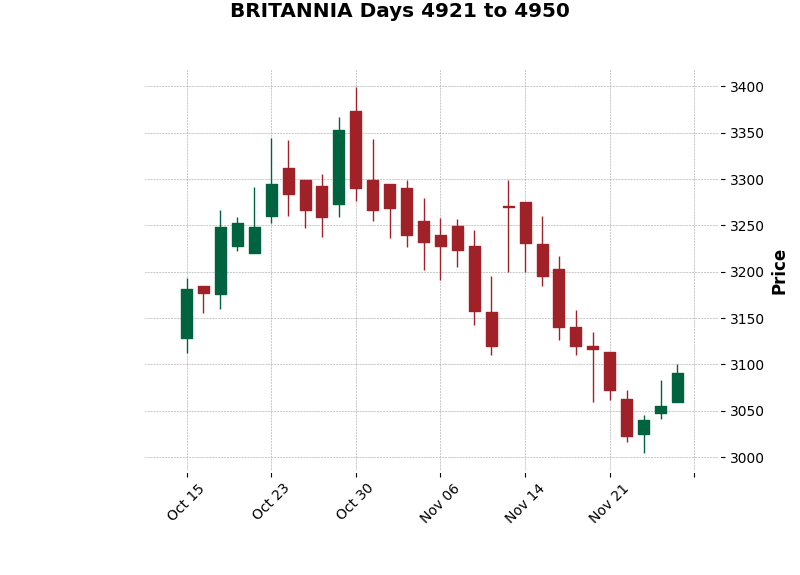 BRITANNIA Days 4921 to 4950
3400
3350
3300
3250
3200
3150
3100
3050
3000
Price
Oct 15
Oct 23
Oct 30
Nov 06
Nov 14
Nov 21